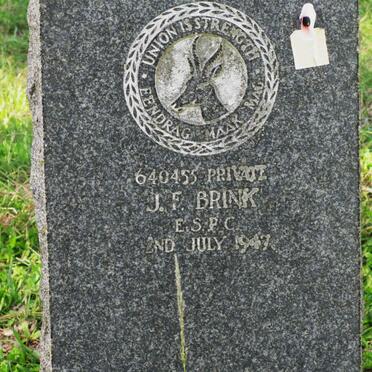 UNION IS STRENGTH
EENDRAG MAAK MAG
640455 PRIVATE
J. F. BRINK
E.S.P.C.
2ND JULY 1947